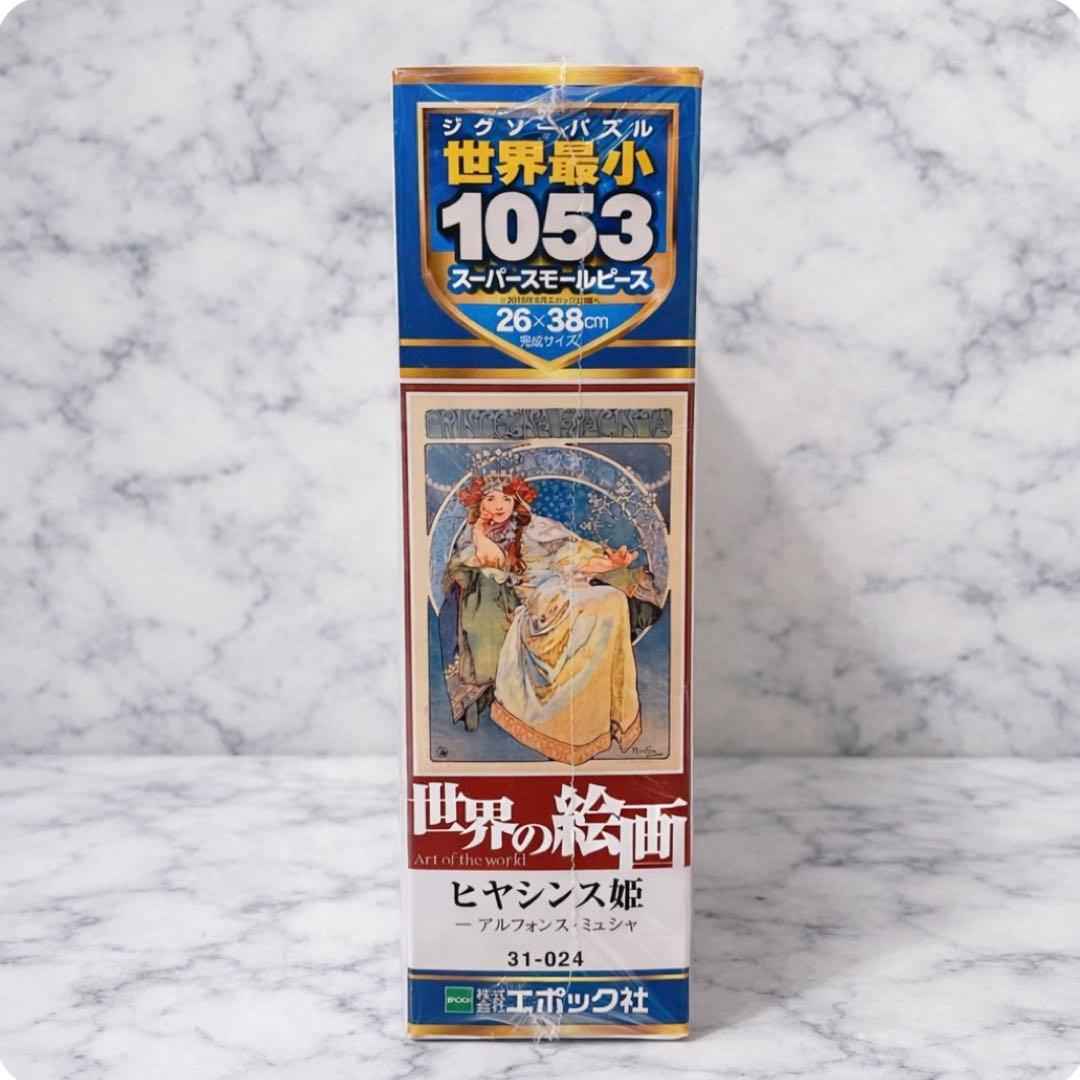 ジグソーパズル
世界最小
1053
スーパースモールピース
26×38cm
完成サイズ
PRINCEZNA HYACINTA
Mucha
世界の絵画
Art of the world
ヒヤシンス姫
— アルフォンス・ミュシャ
31-024
EPOCH 株式会社エポック社